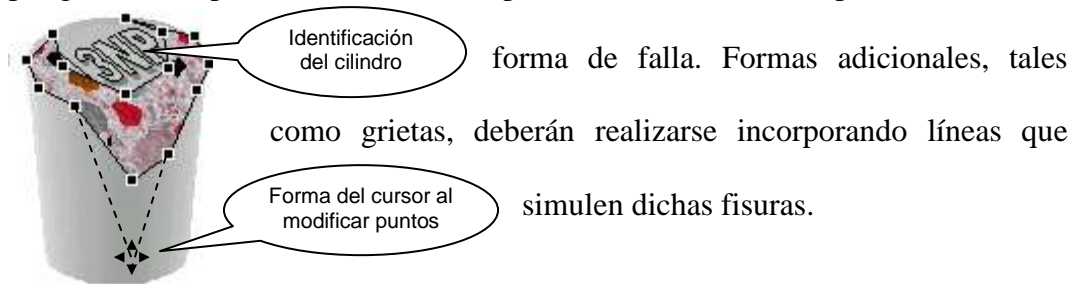 3NP
Identificación
del cilindro
forma de falla. Formas adicionales, tales
como grietas, deberán realizarse incorporando líneas que
Forma del cursor al
modificar puntos
simulen dichas fisuras.